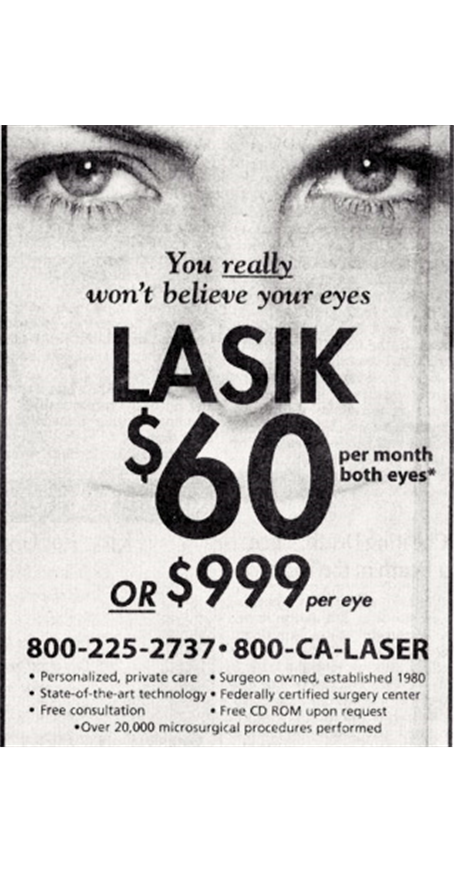 You really
won't believe your eyes
LASIK
$60 per month
both eyes*
OR $999 per eye
800-225-2737 • 800-CA-LASER
• Personalized, private care • Surgeon owned, established 1980
• State-of-the-art technology • Federally certified surgery center
• Free consultation • Free CD ROM upon request
•Over 20,000 microsurgical procedures performed